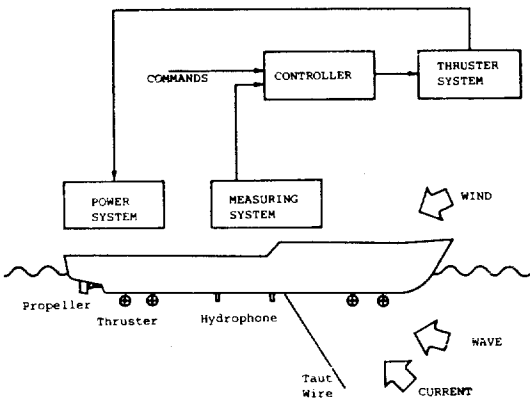 COMMANDS
CONTROLLER
THRUSTER
SYSTEM
POWER
SYSTEM
MEASURING
SYSTEM
WIND
Propeller
Thruster
Hydrophone
WAVE
Taut
Wire
CURRENT